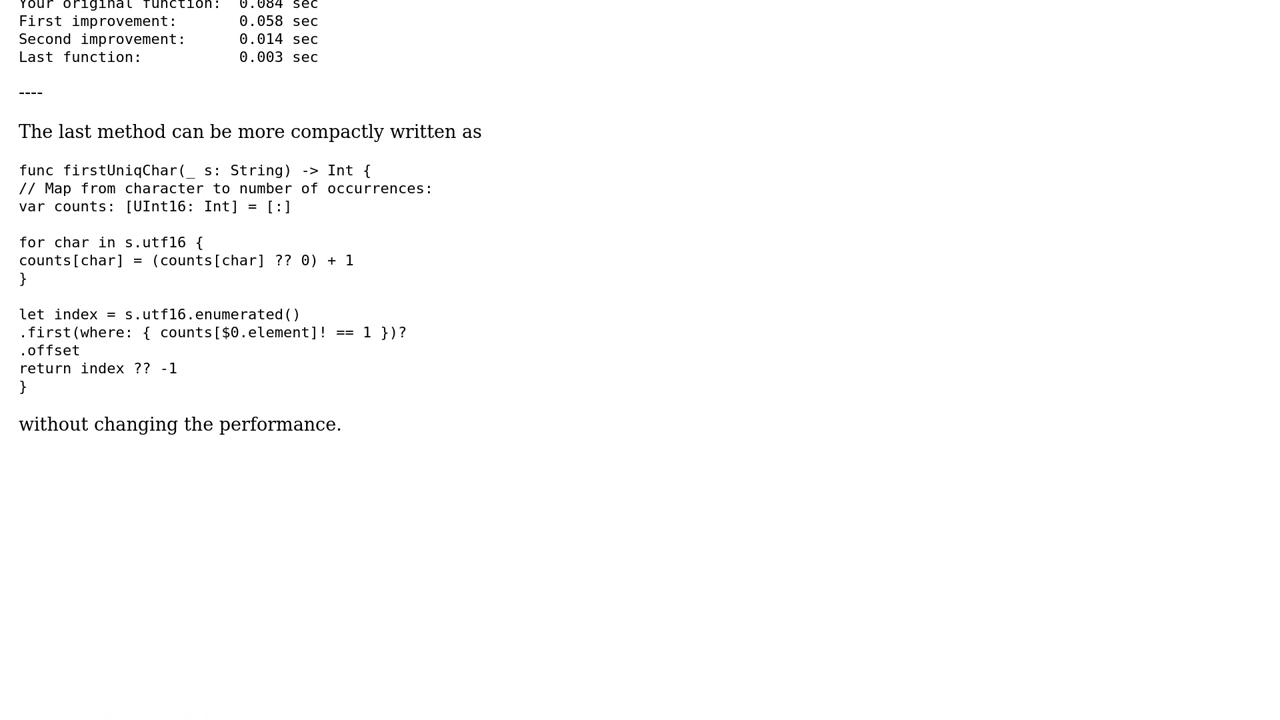 Your original function:  0.084 sec
First improvement:       0.058 sec
Second improvement:      0.014 sec
Last function:           0.003 sec
----
The last method can be more compactly written as
func firstUniqChar(_ s: String) -> Int {
// Map from character to number of occurrences:
var counts: [UInt16: Int] = [:]
for char in s.utf16 {
counts[char] = (counts[char] ?? 0) + 1
}
let index = s.utf16.enumerated()
.first(where: { counts[$0.element]! == 1 })?
.offset
return index ?? -1
}
without changing the performance.